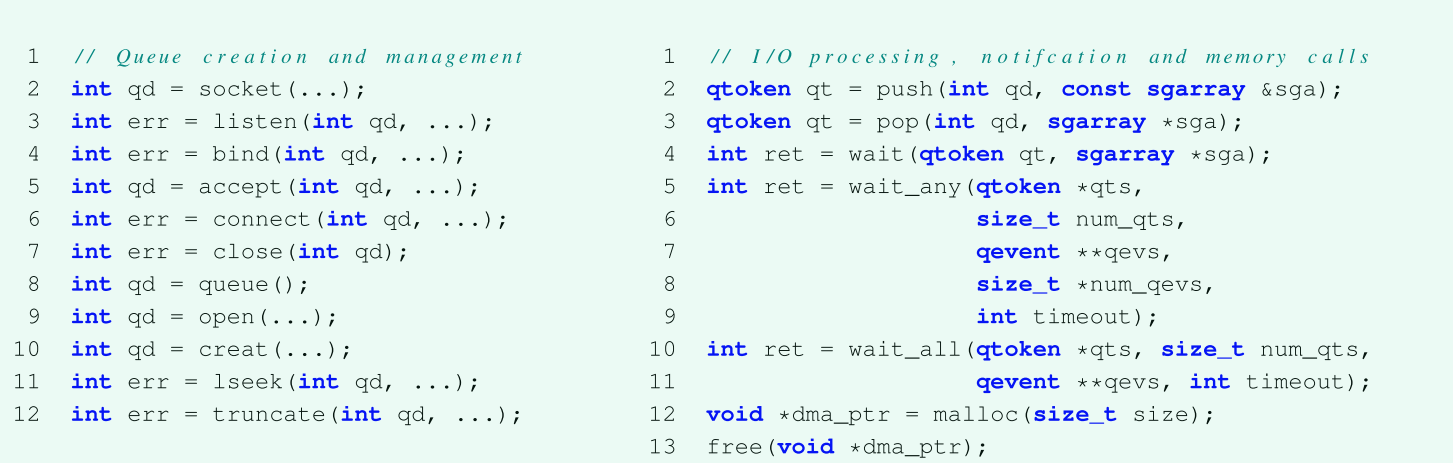 1 // Queue creation and management
2 int qd = socket(...);
3 int err = listen(int qd, ...);
4 int err = bind(int qd, ...);
5 int qd = accept(int qd, ...);
6 int err = connect(int qd, ...);
7 int err = close(int qd);
8 int qd = queue();
9 int qd = open(...);
10 int qd = creat(...);
11 int err = lseek(int qd, ...);
12 int err = truncate(int qd, ...);
1 // I/O processing, notifcation and memory calls
2 qtoken qt = push(int qd, const sgarray &sga);
3 qtoken qt = pop(int qd, sgarray *sga);
4 int ret = wait(qtoken qt, sgarray *sga);
5 int ret = wait_any(qtoken *qts,
6 size_t num_qts,
7 qevent **qevs,
8 size_t *num_qevs,
9 int timeout);
10 int ret = wait_all(qtoken *qts, size_t num_qts,
11 qevent **qevs, int timeout);
12 void *dma_ptr = malloc(size_t size);
13 free(void *dma_ptr);